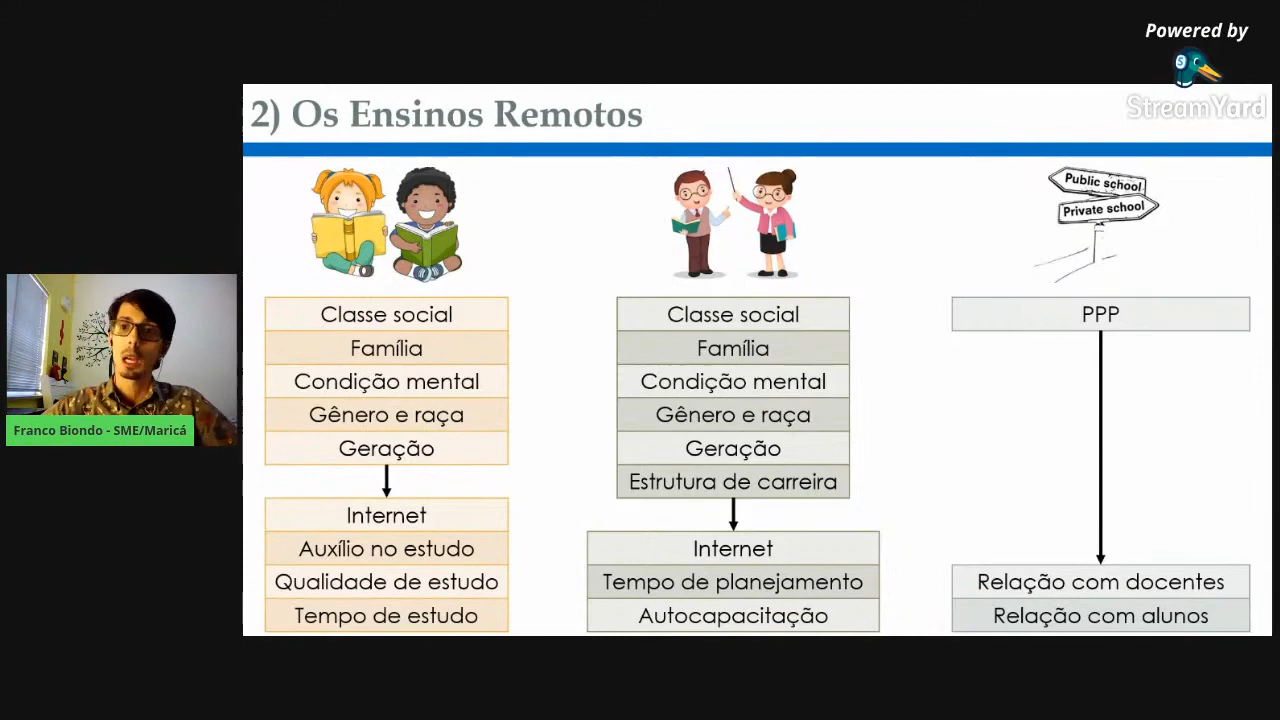 Powered by
StreamYard
2) Os Ensinos Remotos
Public school
Private school
Classe social
Família
Condição mental
Gênero e raça
Geração
Internet
Auxílio no estudo
Qualidade de estudo
Tempo de estudo
Classe social
Família
Condição mental
Gênero e raça
Geração
Estrutura de carreira
Internet
Tempo de planejamento
Autocapacitação
PPP
Relação com docentes
Relação com alunos
Franco Biondo - SME/Maricá